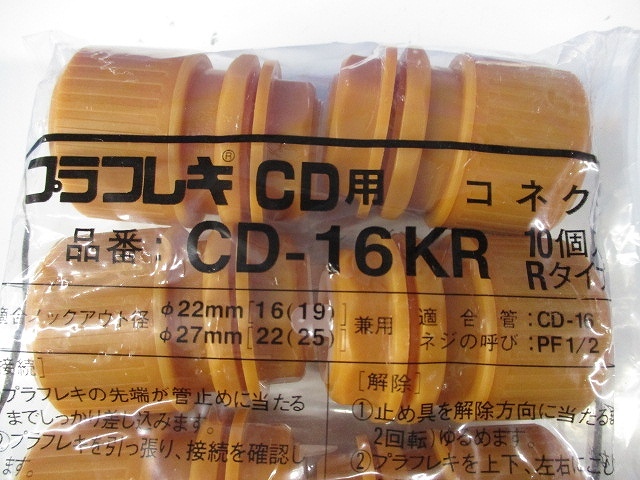 プラフレキ® CD用 コネク
品番: CD-16KR 10個入
Rタイ
適合ノックアウト径 φ22mm[16(19)] φ27mm[22(25)] 兼用
適合管:CD-16
ネジの呼び:PF1/2
[接続]
プラフレキの先端が管止めに当たる
までしっかり差し込みます。
②プラフレキを引っ張り、接続を確認し
ます。
[解除]
①止め具を解除方向に当たる
2回転)ゆるめます。
②プラフレキを上下、左右にこじ